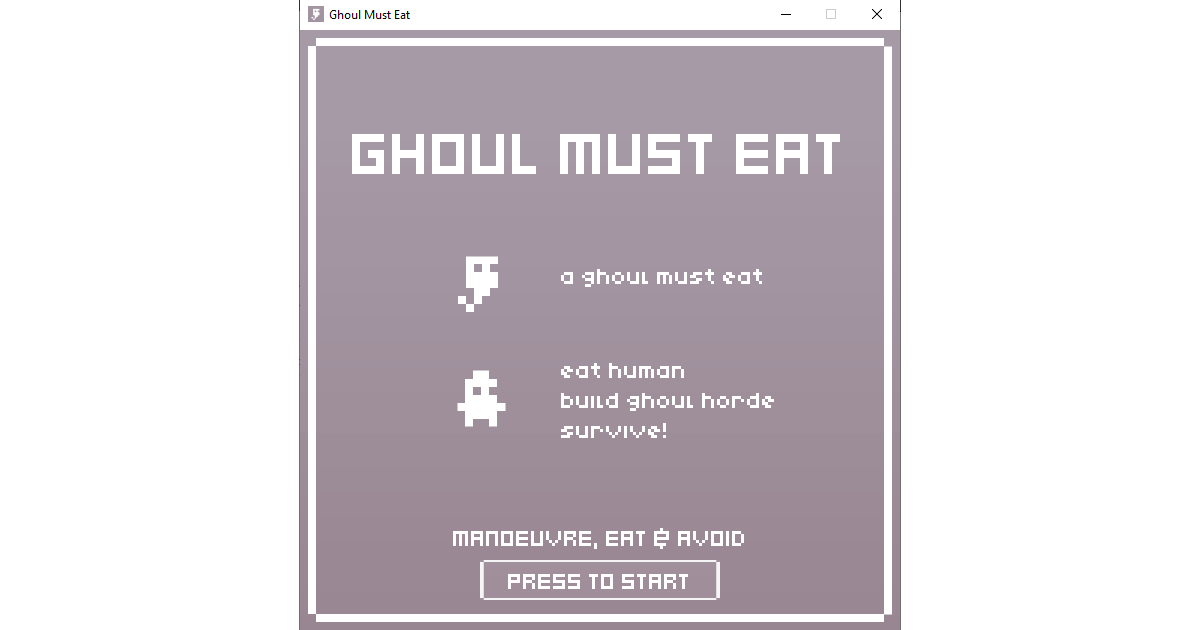 Ghoul Must Eat
GHOUL MUST EAT
a ghoul must eat
eat human
build ghoul horde
survive!
MANOEUVRE, EAT & AVOID
PRESS TO START